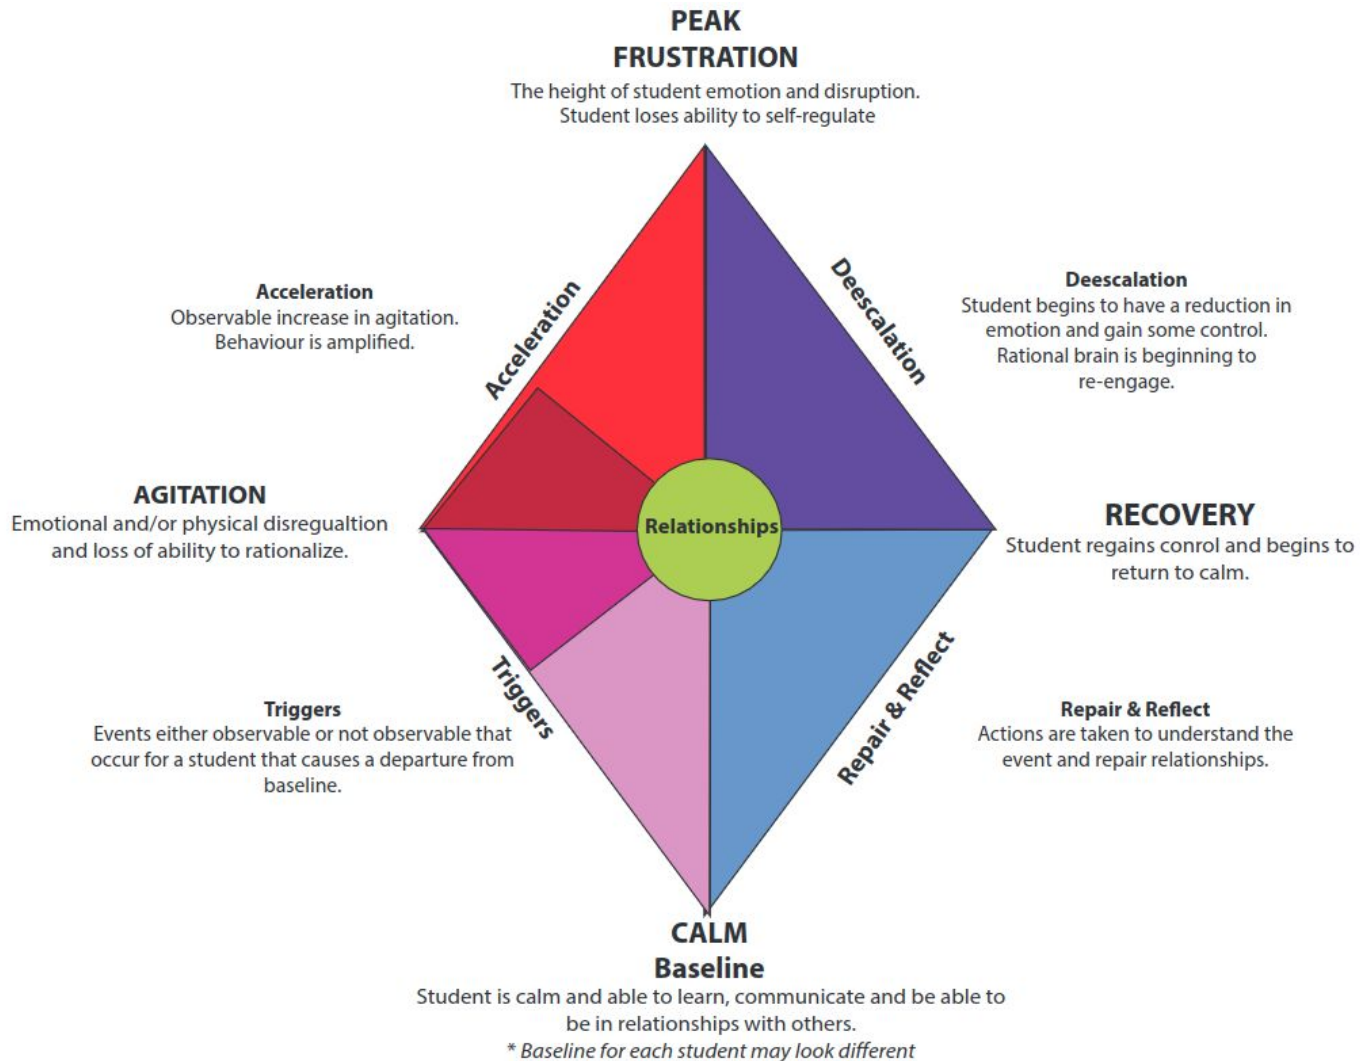 PEAK
FRUSTRATION
The height of student emotion and disruption.
Student loses ability to self-regulate
Acceleration
Observable increase in agitation.
Behaviour is amplified.
Acceleration
Deescalation
Deescalation
Student begins to have a reduction in
emotion and gain some control.
Rational brain is beginning to
re-engage.
AGITATION
Emotional and/or physical disregualtion
and loss of ability to rationalize.
Relationships
RECOVERY
Student regains conrol and begins to
return to calm.
Triggers
Events either observable or not observable that
occur for a student that causes a departure from
baseline.
Triggers
Repair & Reflect
Repair & Reflect
Actions are taken to understand the
event and repair relationships.
CALM
Baseline
Student is calm and able to learn, communicate and be able to
be in relationships with others.
* Baseline for each student may look different